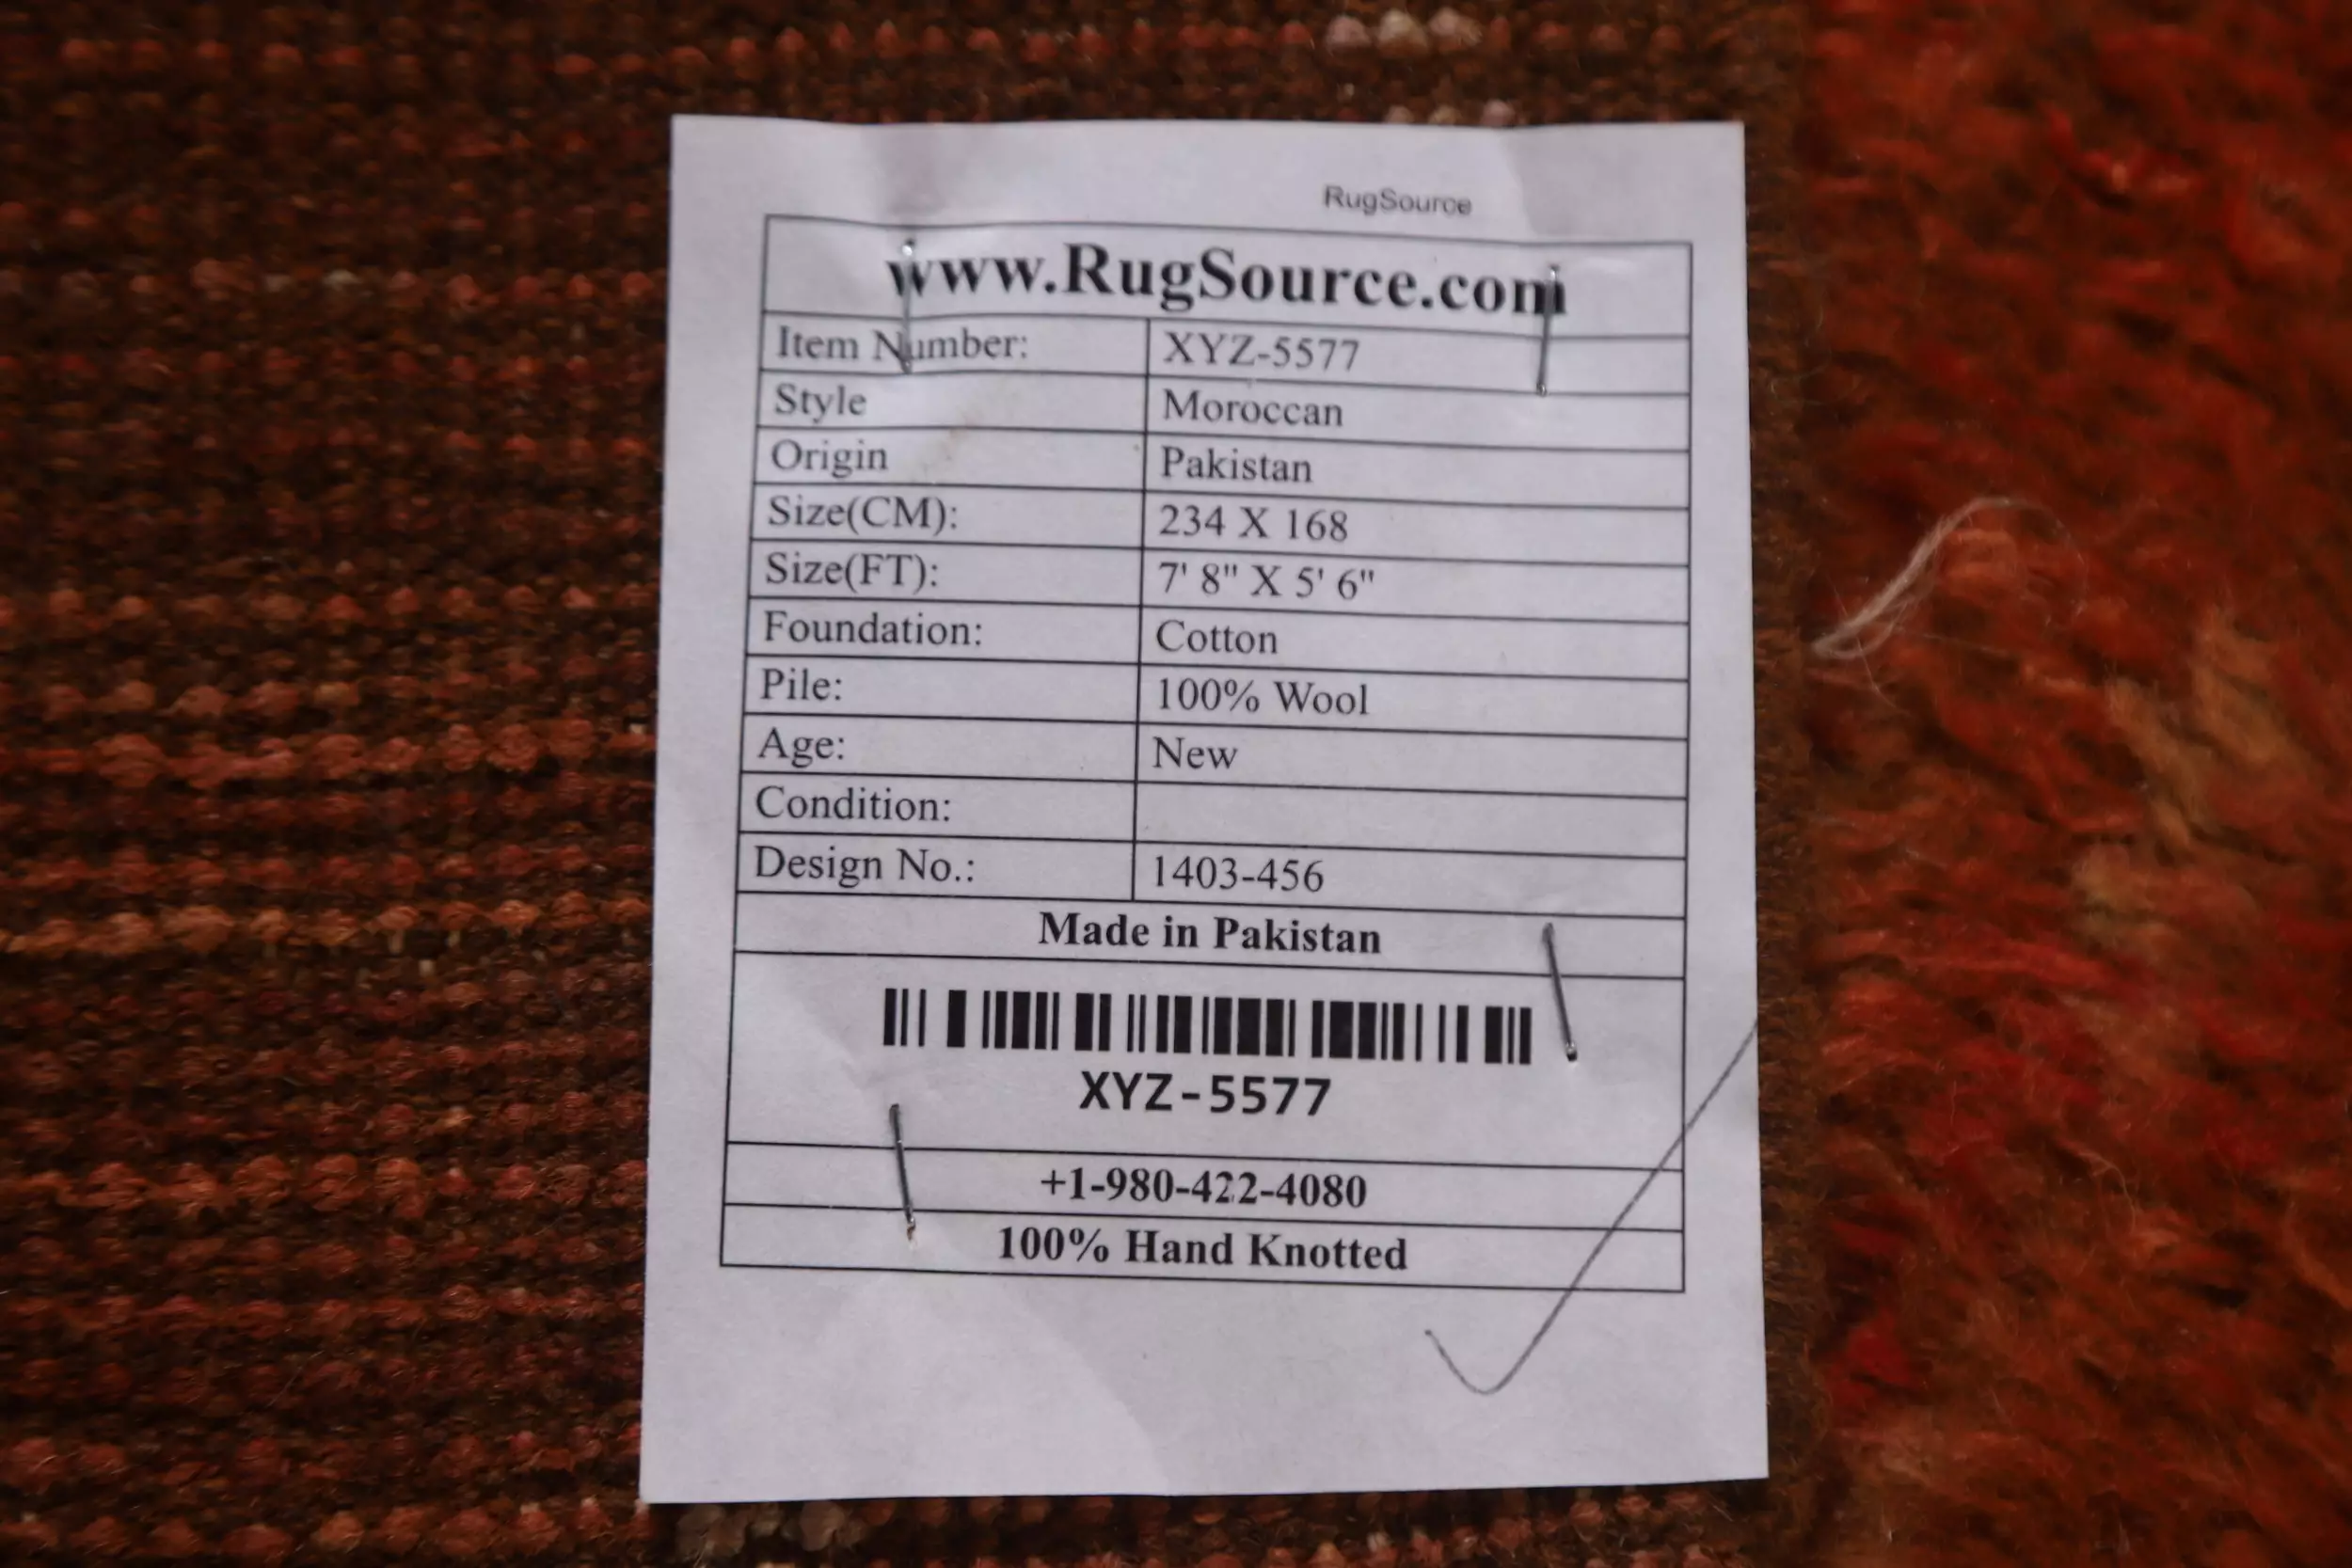 RugSource
www.RugSource.com
Item Number: XYZ-5577
Style Moroccan
Origin Pakistan
Size(CM): 234 X 168
Size(FT): 7' 8" X 5' 6"
Foundation: Cotton
Pile: 100% Wool
Age: New
Condition:
Design No.: 1403-456
Made in Pakistan
XYZ-5577
+1-980-422-4080
100% Hand Knotted